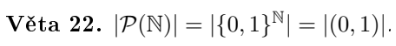 Věta 22. |𝒫(ℕ)| = |{0, 1}^ℕ| = |(0, 1)|.